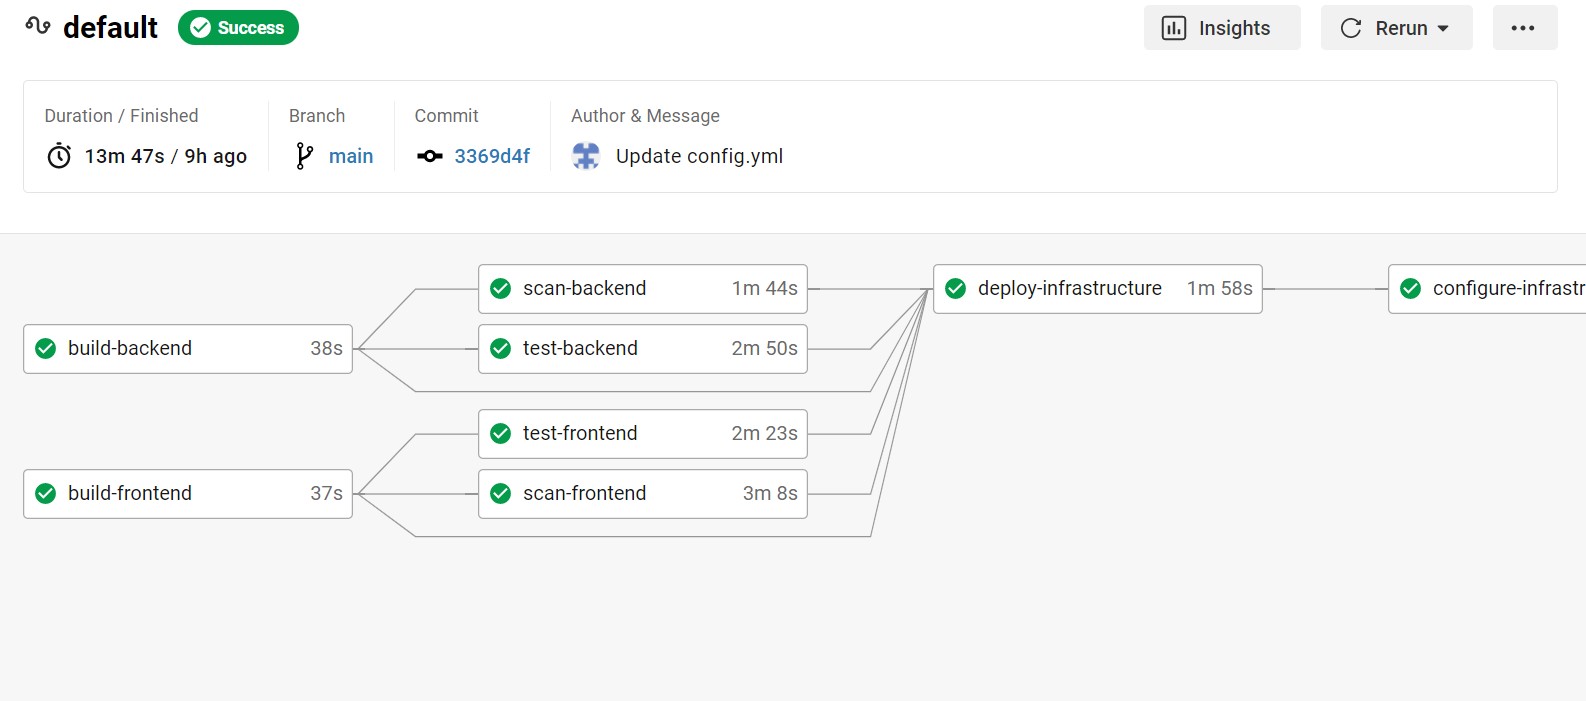 default
Success
Insights
Rerun
Duration / Finished
13m 47s / 9h ago
Branch
main
Commit
3369d4f
Author & Message
Update config.yml
build-backend 38s
build-frontend 37s
scan-backend 1m 44s
test-backend 2m 50s
test-frontend 2m 23s
scan-frontend 3m 8s
deploy-infrastructure 1m 58s
configure-infrastr